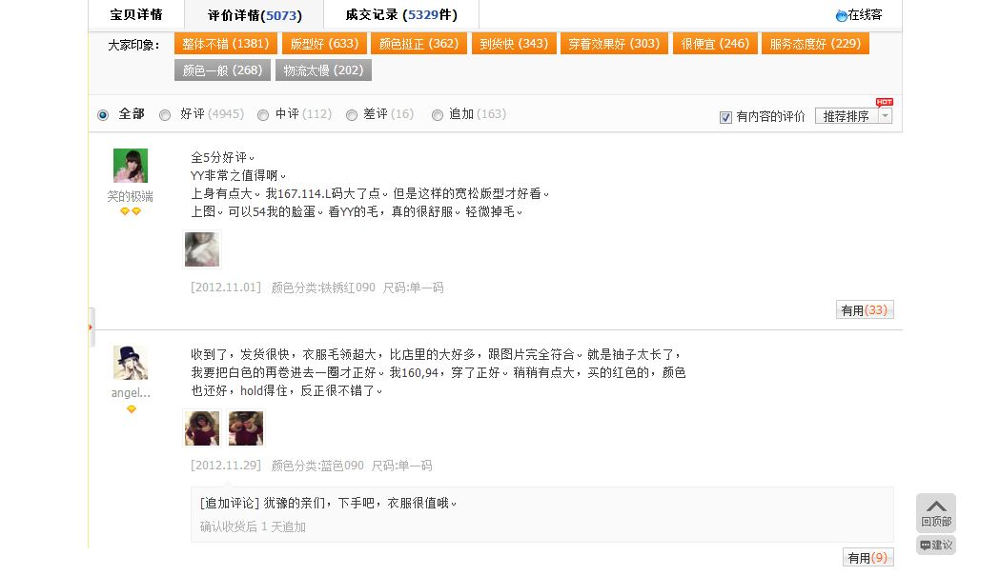 宝贝详情 评价详情(5073) 成交记录 (5329件) 在线客
大家印象: 整体不错 (1381) 版型好 (633) 颜色挺正 (362) 到货快 (343) 穿着效果好 (303) 很便宜 (246) 服务态度好 (229)
颜色一般 (268) 物流太慢 (202)
HOT
全部 好评 (4945) 中评 (112) 差评 (16) 追加 (163) 有内容的评价 推荐排序
全5分好评。
YY非常之值得啊。
上身有点大。我167.114.L码大了点。但是这样的宽松版型才好看。
上图。可以54我的脸蛋。看YY的毛，真的很舒服。轻微掉毛。
笑的极端
[2012.11.01] 颜色分类:铁锈红090 尺码:单一码
有用(33)
收到了，发货很快，衣服毛领超大，比店里的大好多，跟图片完全符合。就是袖子太长了，
我要把白色的再卷进去一圈才正好。我160,94，穿了正好。稍稍有点大，买的红色的，颜色
也还好，hold得住，反正很不错了。
angel...
[2012.11.29] 颜色分类:蓝色090 尺码:单一码
[追加评论] 犹豫的亲们，下手吧，衣服很值哦。
确认收货后 1 天追加
有用(9)
回顶部
建议